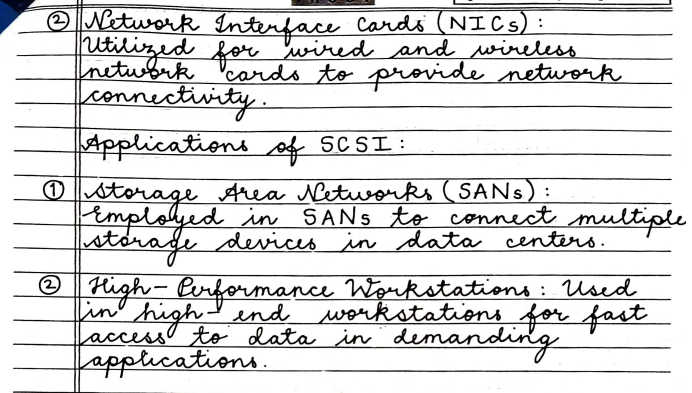 ② Network Interface Cards (NICs) :
Utilized for wired and wireless
network cards to provide network
connectivity.
Applications of SCSI :
① Storage Area Networks (SANs) :
Employed in SANs to connect multiple
storage devices in data centers.
② High-Performance Workstations : Used
in high-end workstations for fast
access to data in demanding
applications.